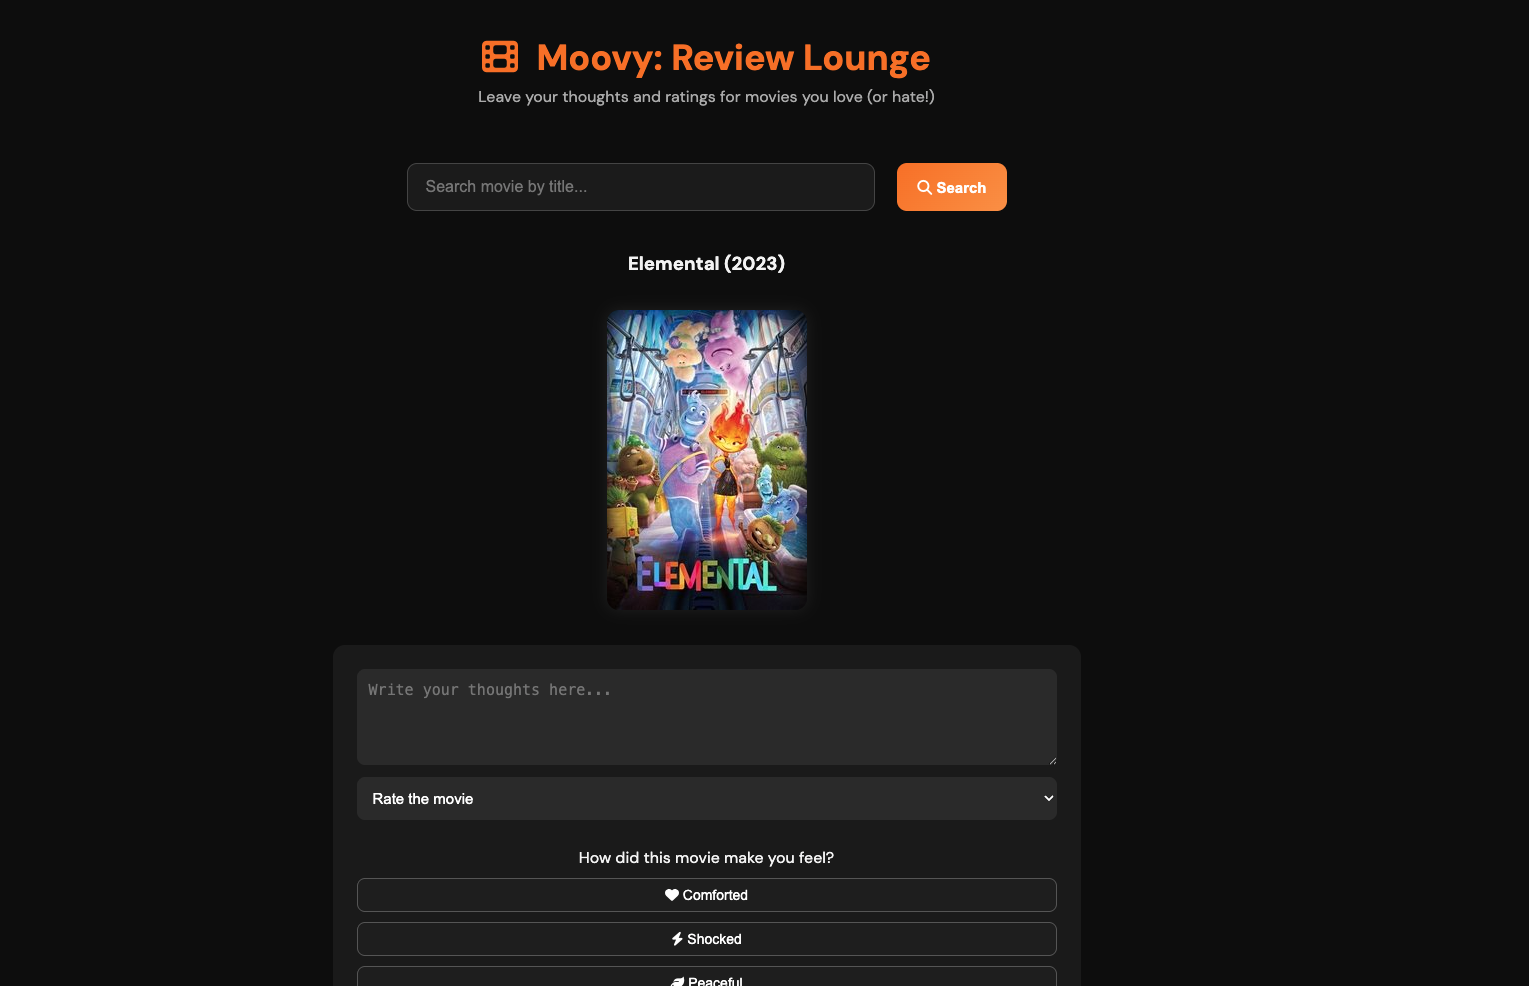 Moovy: Review Lounge
Leave your thoughts and ratings for movies you love (or hate!)
Search movie by title...
Search
Elemental (2023)
ELEMENTAL
Write your thoughts here...
Rate the movie
How did this movie make you feel?
Comforted
Shocked
Peaceful